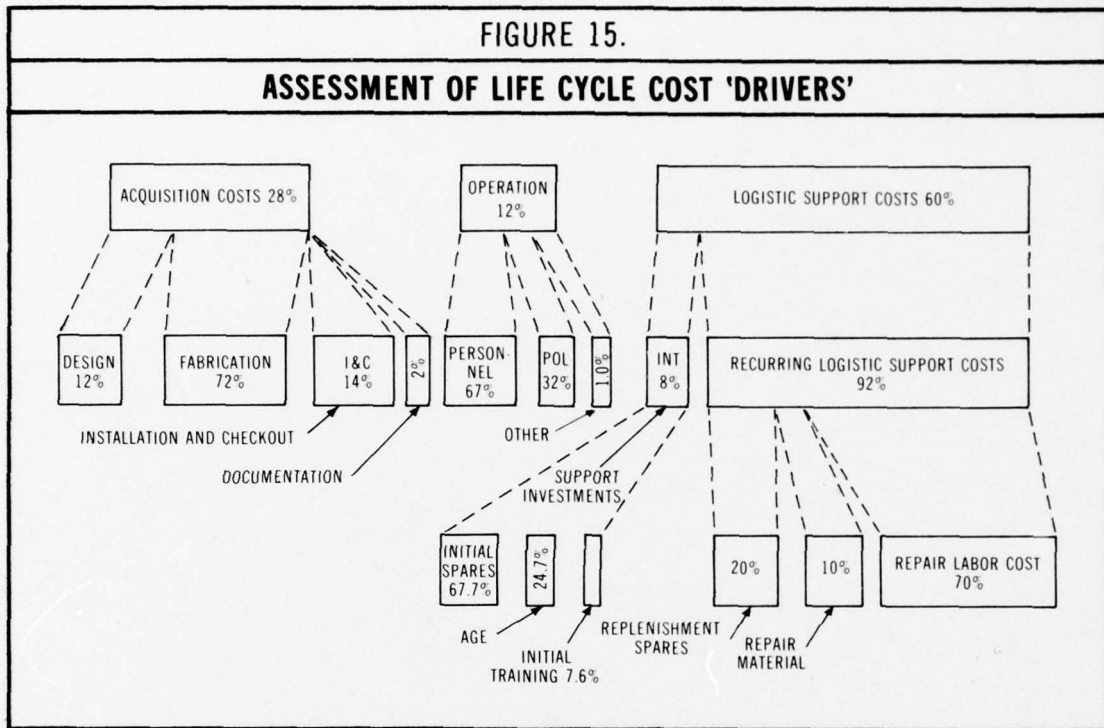 FIGURE 15.
ASSESSMENT OF LIFE CYCLE COST 'DRIVERS'
ACQUISITION COSTS 28%
OPERATION
12%
LOGISTIC SUPPORT COSTS 60%
DESIGN
12%
FABRICATION
72%
I&C
14%
2%
PERSON-
NEL
67%
POL
32%
1.0%
INT
8%
RECURRING LOGISTIC SUPPORT COSTS
92%
INSTALLATION AND CHECKOUT
DOCUMENTATION
OTHER
SUPPORT
INVESTMENTS
INITIAL
SPARES
67.7%
24.7%
20%
10%
REPAIR LABOR COST
70%
AGE
INITIAL
TRAINING 7.6%
REPLENISHMENT
SPARES
REPAIR
MATERIAL